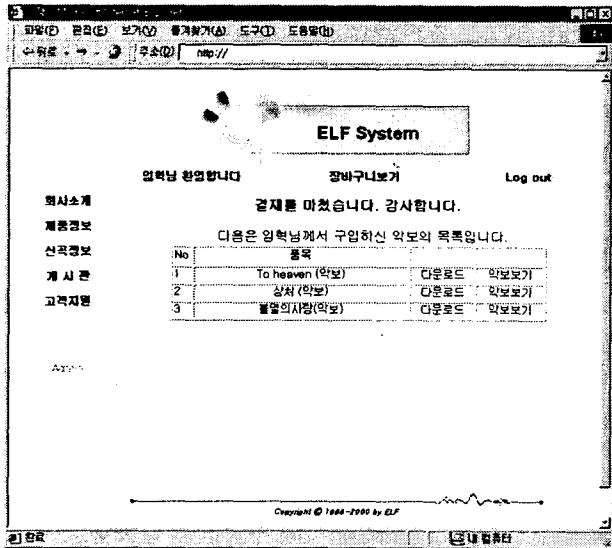 파일(F) 편집(E) 보기(V) 즐겨찾기(A) 도구(T) 도움말(H)
뒤로 주소(D) http://
ELF System
임학님 환영합니다 장바구니보기 Log out
회사소개
제품정보
신곡정보
게 시 판
고객지원
결재를 마쳤습니다. 감사합니다.
다음은 임학님께서 구입하신 악보의 목록입니다.
No 품목
1 To heaven (악보) 다운로드 악보보기
2 상처 (악보) 다운로드 악보보기
3 불멸의사랑(악보) 다운로드 악보보기
Copyright © 1998-2000 by ELF
완료 내 컴퓨터